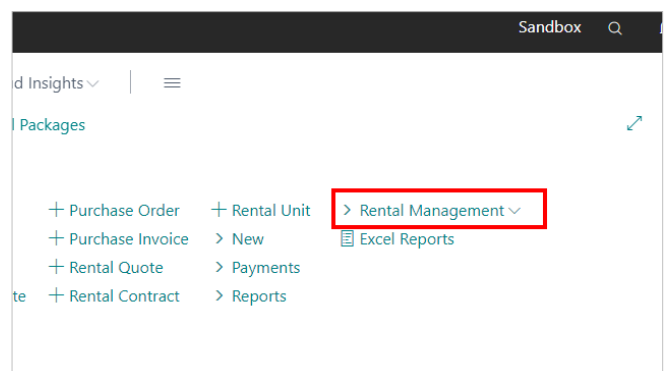 Sandbox
d Insights
l Packages
+ Purchase Order + Rental Unit > Rental Management
+ Purchase Invoice > New Excel Reports
+ Rental Quote > Payments
te + Rental Contract > Reports